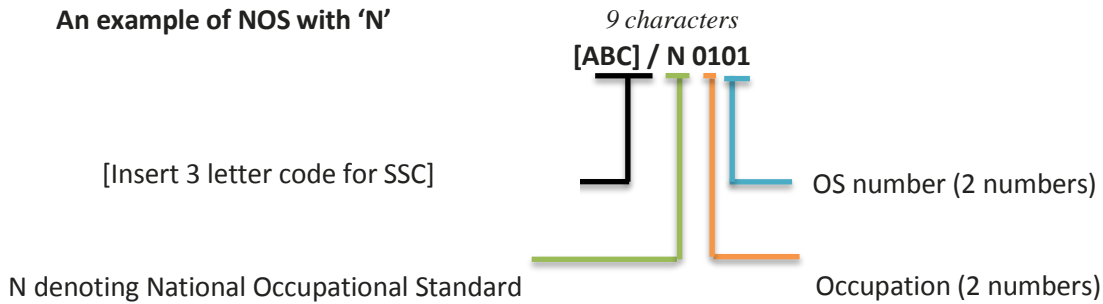 An example of NOS with ‘N’
9 characters
[ABC] / N 0101
[Insert 3 letter code for SSC]
OS number (2 numbers)
N denoting National Occupational Standard
Occupation (2 numbers)